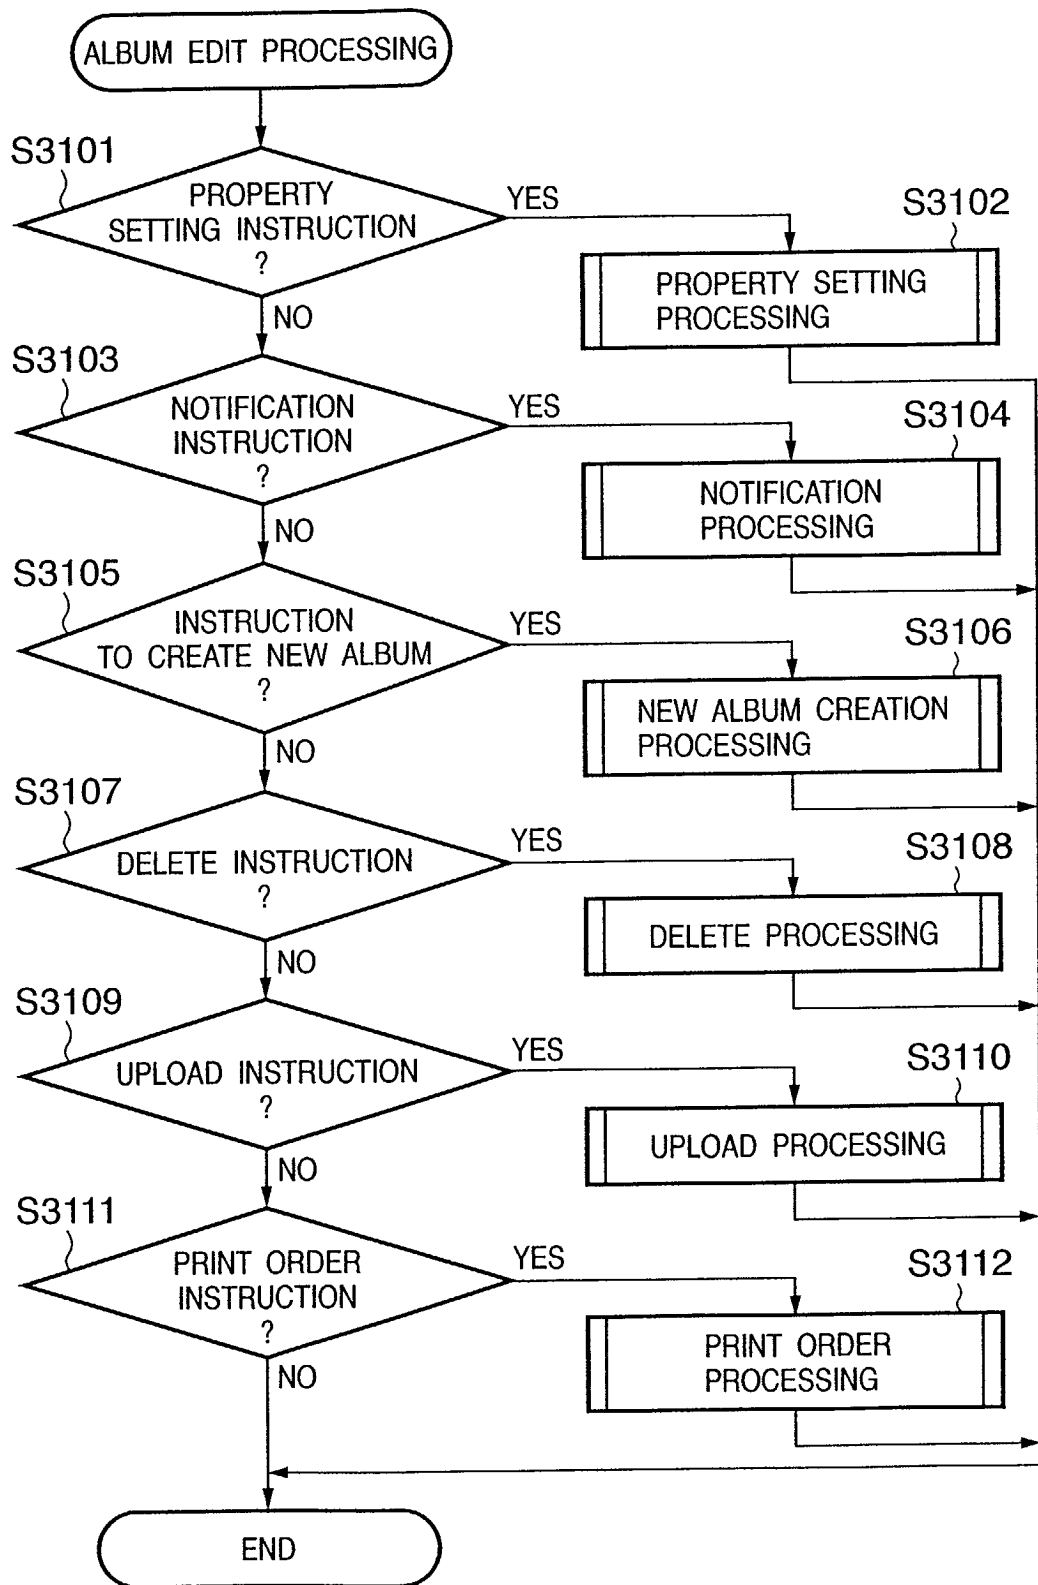 ALBUM EDIT PROCESSING
S3101
PROPERTY
SETTING INSTRUCTION
?
YES
NO
S3102
PROPERTY SETTING
PROCESSING
S3103
NOTIFICATION
INSTRUCTION
?
YES
NO
S3104
NOTIFICATION
PROCESSING
S3105
INSTRUCTION
TO CREATE NEW ALBUM
?
YES
NO
S3106
NEW ALBUM CREATION
PROCESSING
S3107
DELETE INSTRUCTION
?
YES
NO
S3108
DELETE PROCESSING
S3109
UPLOAD INSTRUCTION
?
YES
NO
S3110
UPLOAD PROCESSING
S3111
PRINT ORDER
INSTRUCTION
?
YES
NO
S3112
PRINT ORDER
PROCESSING
END